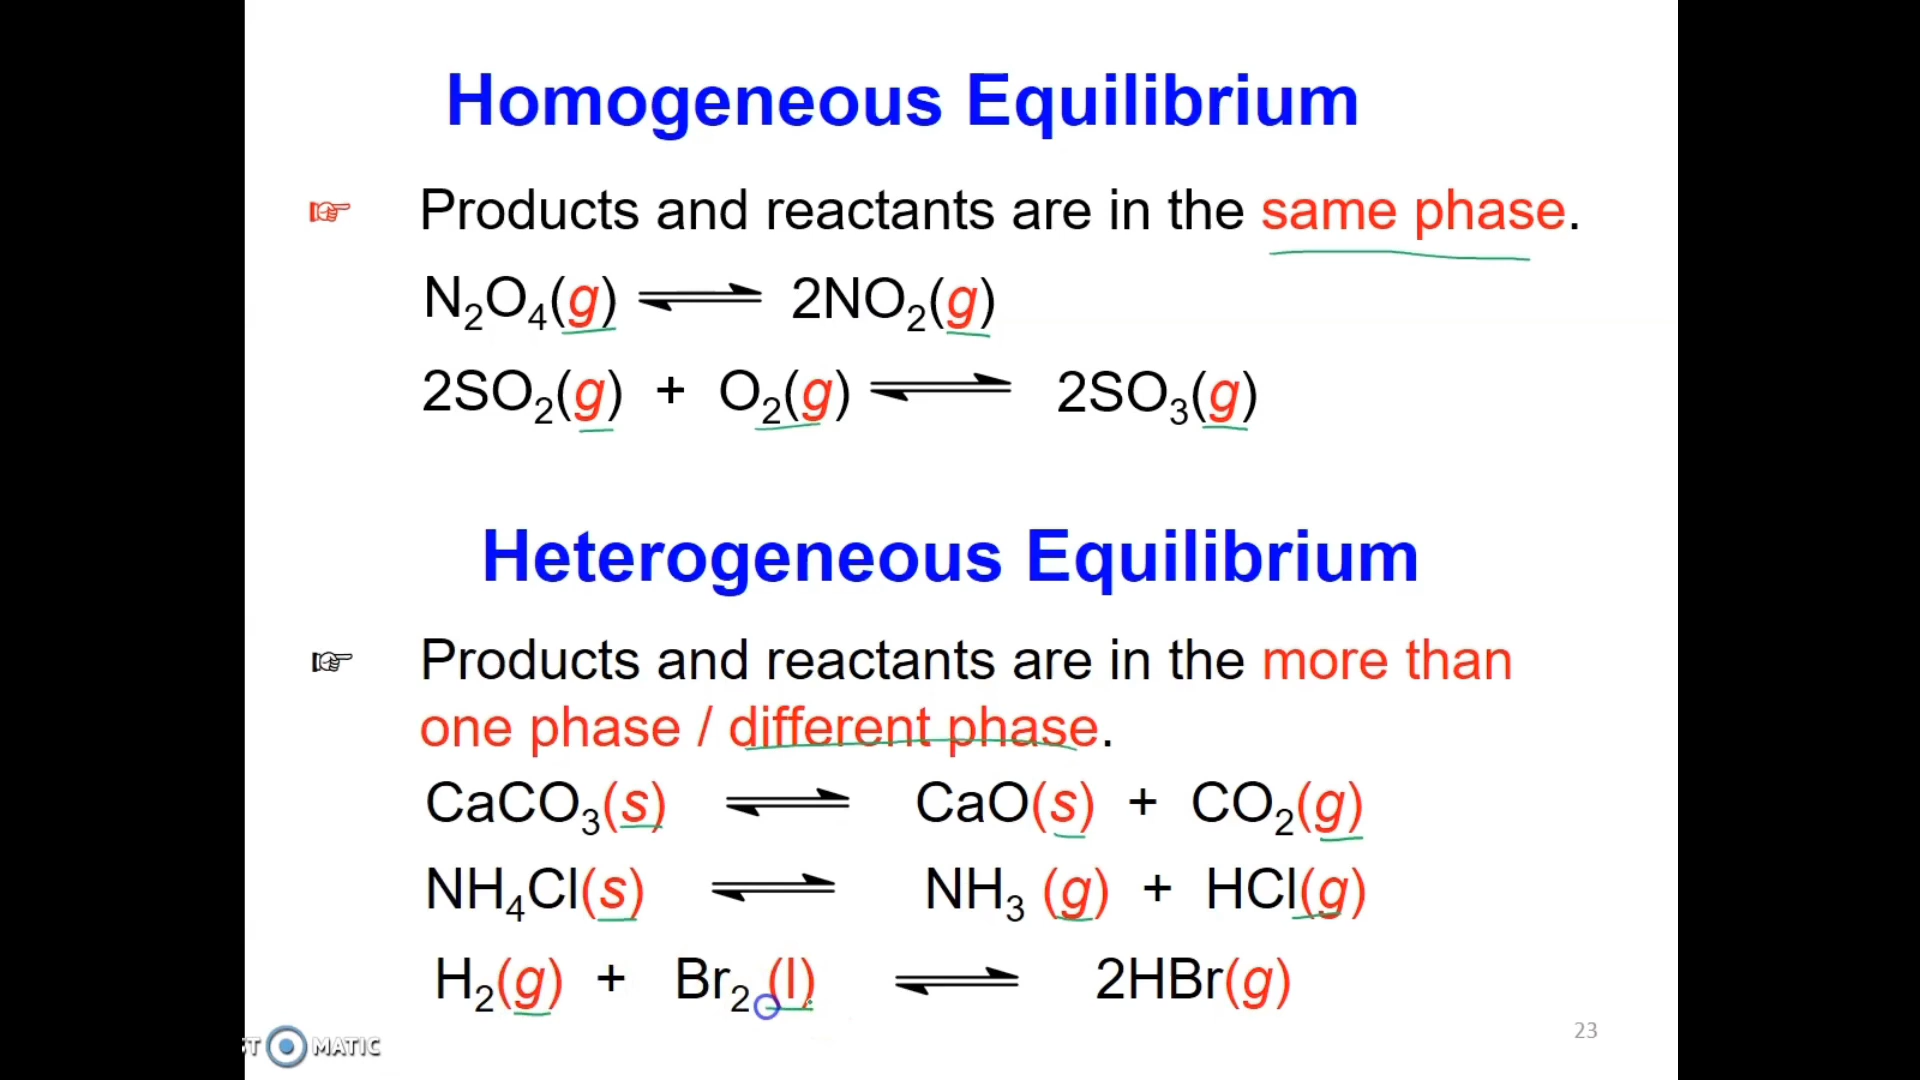 Homogeneous Equilibrium
☞ Products and reactants are in the same phase.
N₂O₄(g) ⇌ 2NO₂(g)
2SO₂(g) + O₂(g) ⇌ 2SO₃(g)
Heterogeneous Equilibrium
☞ Products and reactants are in the more than
one phase / different phase.
CaCO₃(s) ⇌ CaO(s) + CO₂(g)
NH₄Cl(s) ⇌ NH₃ (g) + HCl(g)
H₂(g) + Br₂ (l) ⇌ 2HBr(g)
23
MATIC